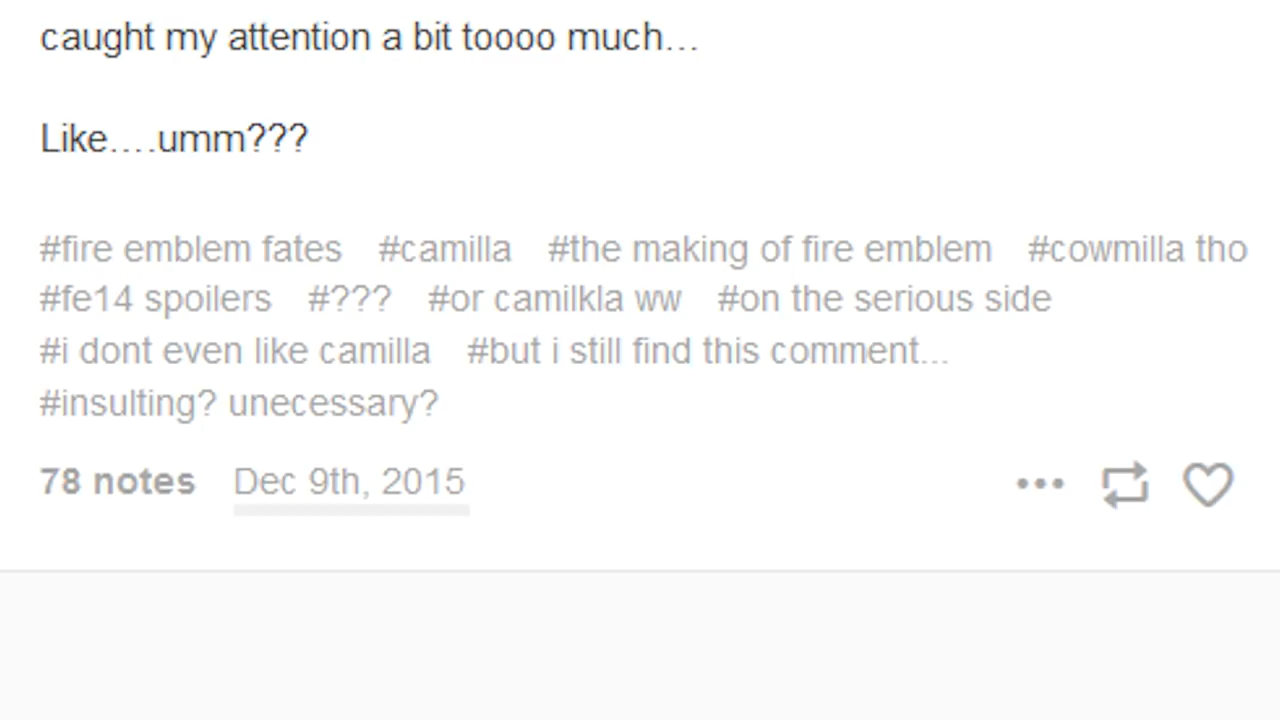 caught my attention a bit toooo much...
Like....umm???
#fire emblem fates #camilla #the making of fire emblem #cowmilla tho
#fe14 spoilers #??? #or camilkla ww #on the serious side
#i dont even like camilla #but i still find this comment...
#insulting? unecessary?
78 notes Dec 9th, 2015